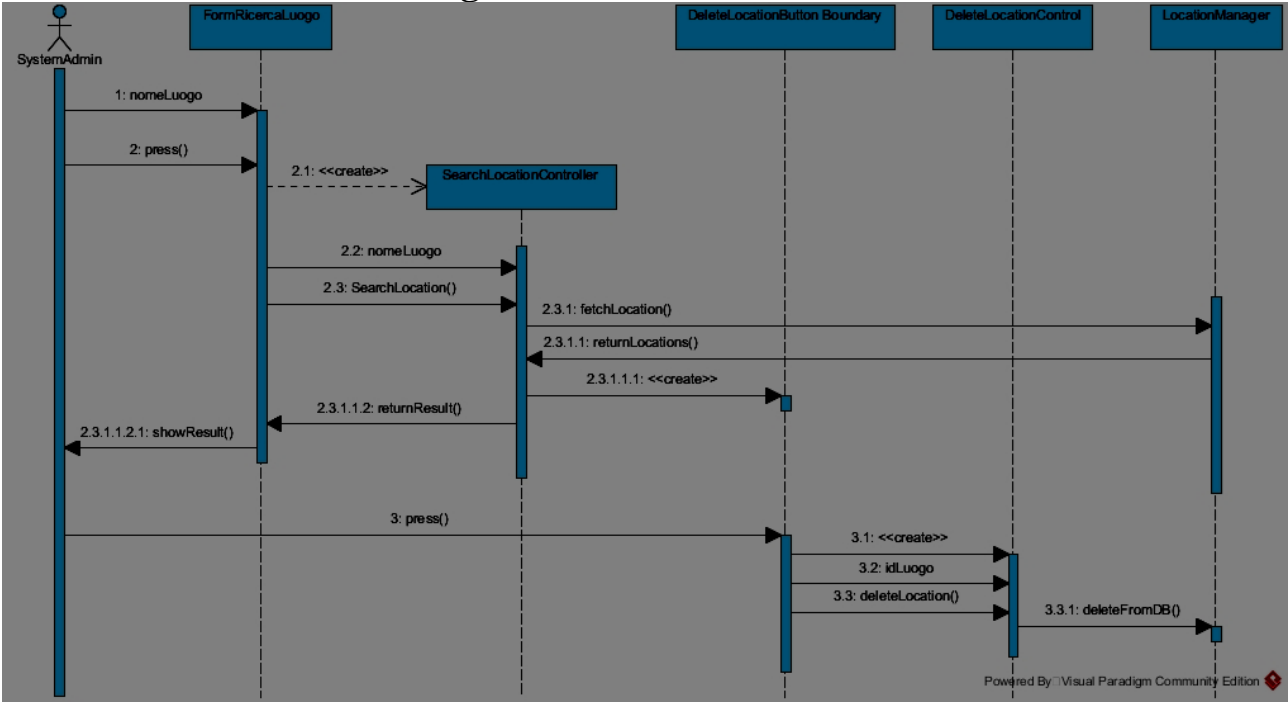 FormRicercaLuogo
DeleteLocationButton Boundary
DeleteLocationControl
LocationManager
SystemAdmin
1: nomeLuogo
2: press()
2.1: <<create>>
SearchLocationController
2.2: nomeLuogo
2.3: SearchLocation()
2.3.1: fetchLocation()
2.3.1.1: returnLocations()
2.3.1.1.1: <<create>>
2.3.1.1.2: returnResult()
2.3.1.1.2.1: showResult()
3: press()
3.1: <<create>>
3.2: idLuogo
3.3: deleteLocation()
3.3.1: deleteFromDB()
Powered By Visual Paradigm Community Edition